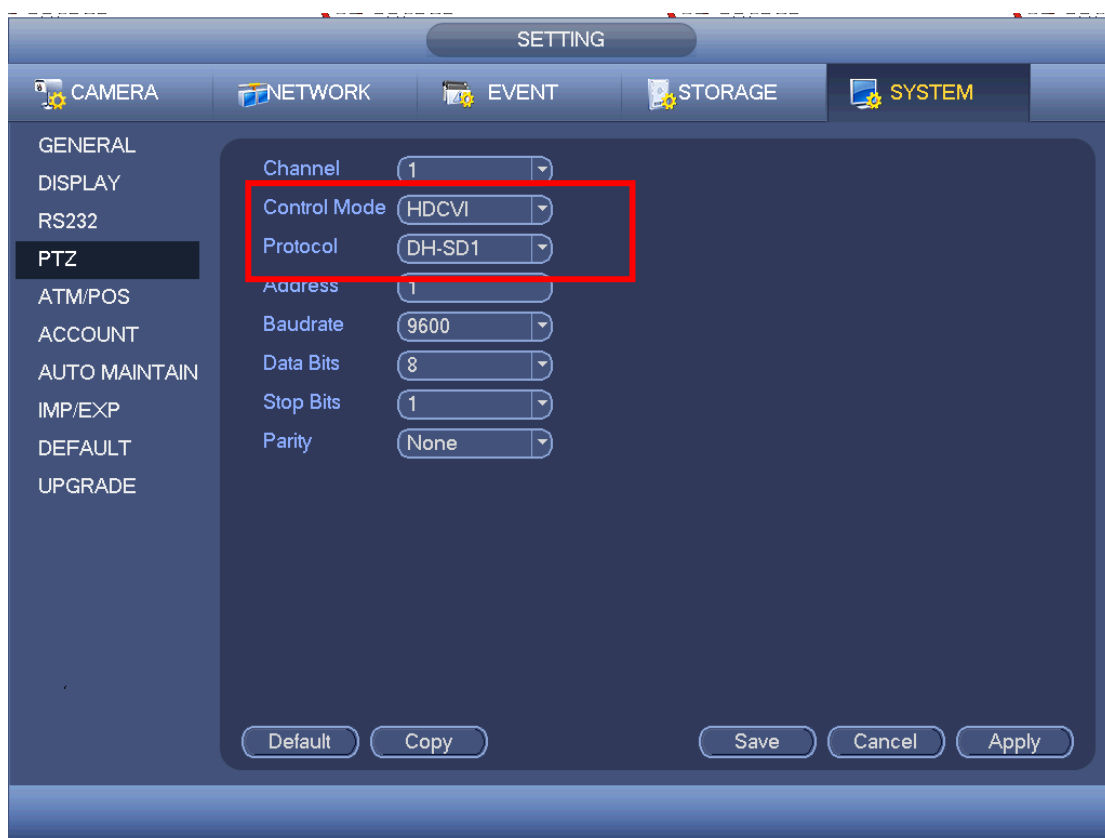 SETTING
CAMERA NETWORK EVENT STORAGE SYSTEM
GENERAL
DISPLAY
RS232
PTZ
ATM/POS
ACCOUNT
AUTO MAINTAIN
IMP/EXP
DEFAULT
UPGRADE
Channel 1
Control Mode HDCVI
Protocol DH-SD1
Address 1
Baudrate 9600
Data Bits 8
Stop Bits 1
Parity None
Default Copy Save Cancel Apply